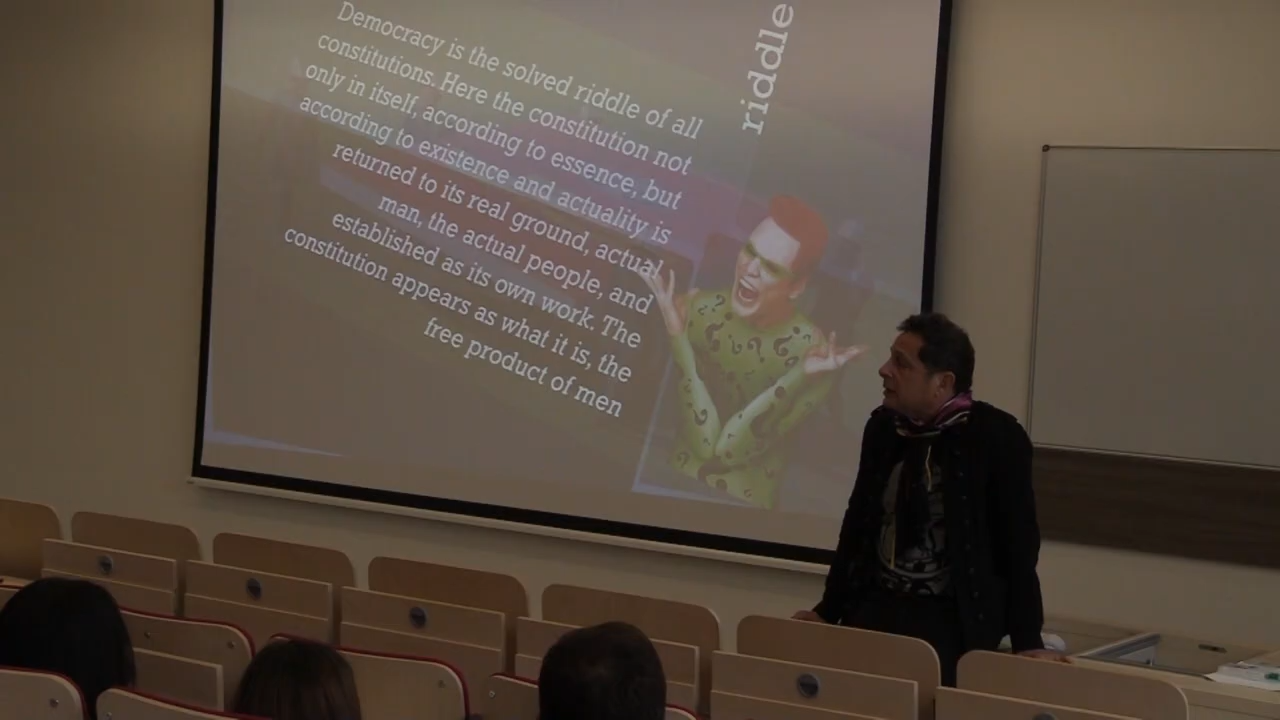 riddle
Democracy is the solved riddle of all
constitutions. Here the constitution not
only in itself, according to essence, but
according to existence and actuality is
returned to its real ground, actual
man, the actual people, and
established as its own work. The
constitution appears as what it is, the
free product of men